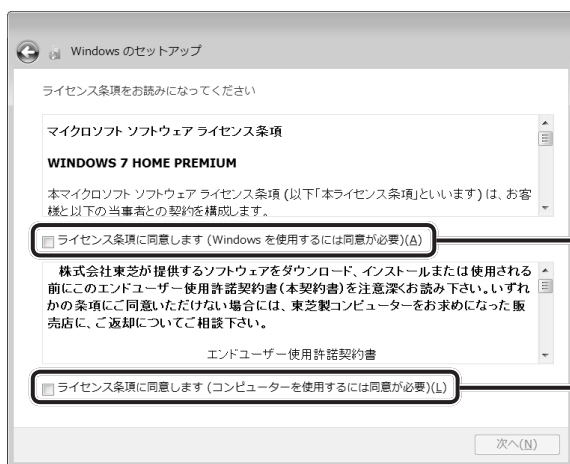 Windows のセットアップ
ライセンス条項をお読みになってください
マイクロソフト ソフトウェア ライセンス条項
WINDOWS 7 HOME PREMIUM
本マイクロソフト ソフトウェア ライセンス条項 (以下「本ライセンス条項」といいます) は、お客
様と以下の当事者との契約を構成します。
ライセンス条項に同意します (Windows を使用するには同意が必要)(A)
株式会社東芝が提供するソフトウェアをダウンロード、インストールまたは使用される
前にこのエンドユーザー使用許諾契約書(本契約書)を注意深くお読み下さい。いずれ
かの条項にご同意いただけない場合には、東芝製コンピューターをお求めになった販
売店に、ご返却についてご相談下さい。
エンドユーザー使用許諾契約書
ライセンス条項に同意します (コンピューターを使用するには同意が必要)(L)
次へ(N)